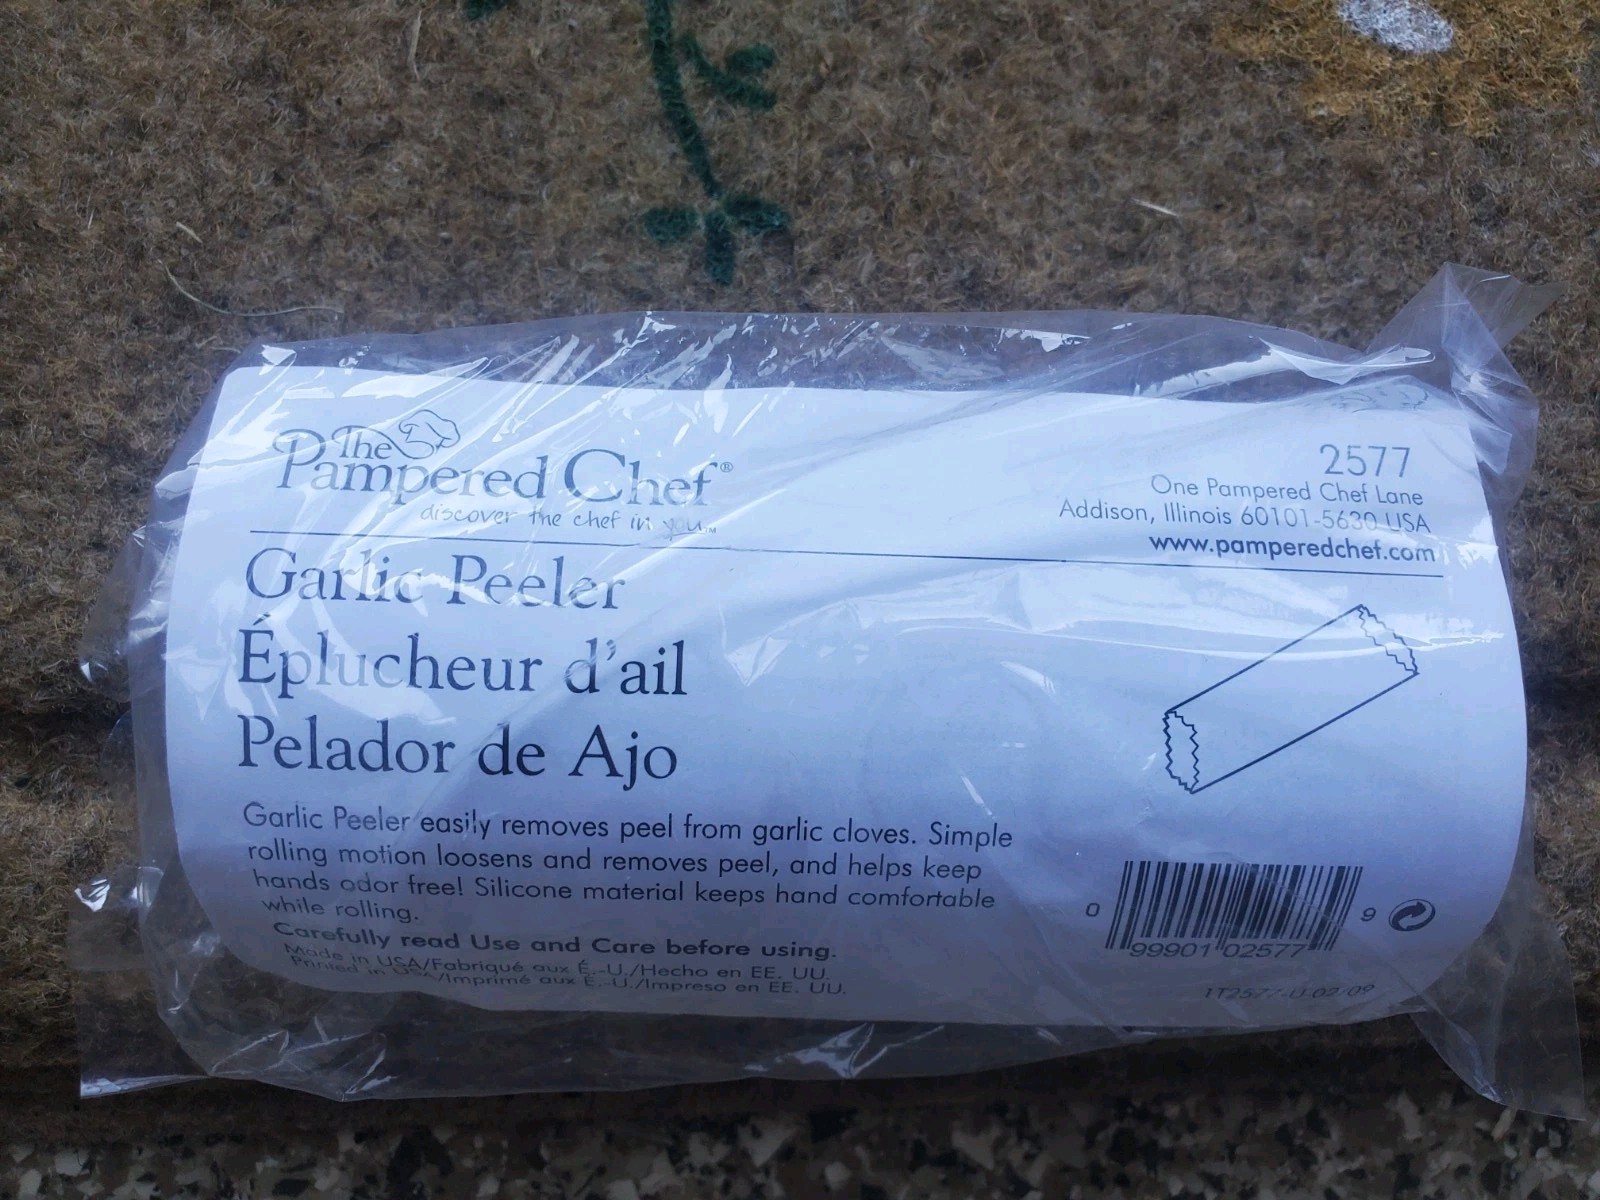 The
Pampered Chef®
discover the chef in you™
2577
One Pampered Chef Lane
Addison, Illinois 60101-5630 USA
www.pamperedchef.com
Garlic Peeler
Éplucheur d'ail
Pelador de Ajo
Garlic Peeler easily removes peel from garlic cloves. Simple
rolling motion loosens and removes peel, and helps keep
hands odor free! Silicone material keeps hand comfortable
while rolling.
Carefully read Use and Care before using.
Made in USA/Fabriqué aux É.-U./Hecho en EE. UU.
Printed in USA/Imprimé aux É.-U./Impreso en EE. UU.
0 99901 02577 9
1T2577-U-02/09